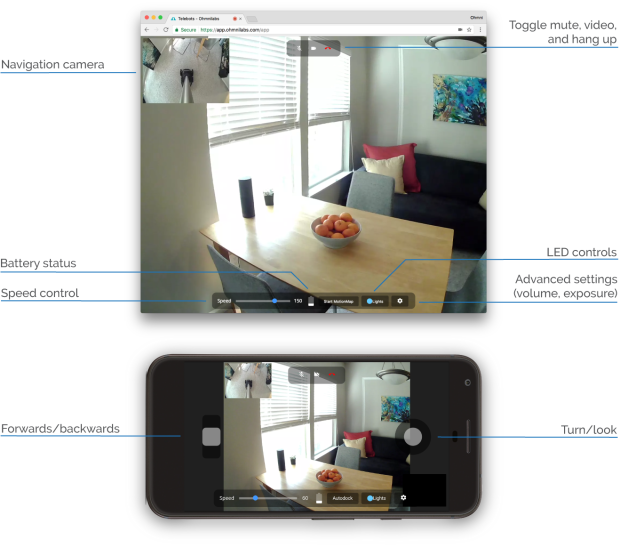 Telebots : Ohmnilabs
Ohmni
Secure https://app.ohmnilabs.com/app
Toggle mute, video,
and hang up
Navigation camera
Battery status
LED controls
Speed control
Advanced settings
(volume, exposure)
Speed 150 Start MotionMap Lights
Forwards/backwards
Turn/look
Speed 60 Autodock Lights